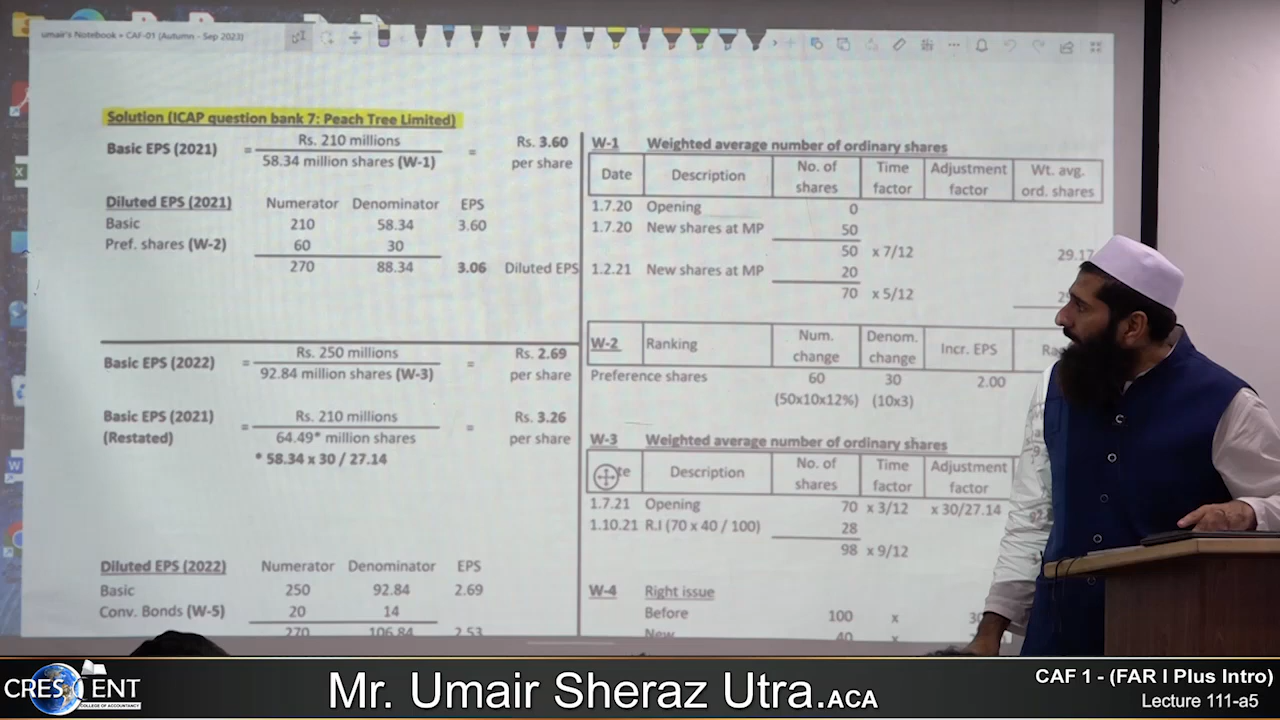 umair's Notebook » CAF-01 (Autumn - Sep 2023)
Solution (ICAP question bank 7: Peach Tree Limited)
Basic EPS (2021) = Rs. 210 millions = Rs. 3.60
58.34 million shares (W-1) per share
Diluted EPS (2021) Numerator Denominator EPS
Basic 210 58.34 3.60
Pref. shares (W-2) 60 30
270 88.34 3.06 Diluted EPS
Basic EPS (2022) = Rs. 250 millions = Rs. 2.69
92.84 million shares (W-3) per share
Basic EPS (2021) = Rs. 210 millions = Rs. 3.26
(Restated) 64.49* million shares per share
* 58.34 x 30 / 27.14
Diluted EPS (2022) Numerator Denominator EPS
Basic 250 92.84 2.69
Conv. Bonds (W-5) 20 14
270 106.84 2.53
W-1 Weighted average number of ordinary shares
Date Description No. of shares Time factor Adjustment factor Wt. avg. ord. shares
1.7.20 Opening 0
1.7.20 New shares at MP 50
50 x 7/12 29.17
1.2.21 New shares at MP 20
70 x 5/12
W-2 Ranking Num. change Denom. change Incr. EPS
Preference shares 60 30 2.00
(50x10x12%) (10x3)
W-3 Weighted average number of ordinary shares
Description No. of shares Time factor Adjustment factor
1.7.21 Opening 70 x 3/12 x 30/27.14
1.10.21 R.I (70 x 40 / 100) 28
98 x 9/12
W-4 Right issue
Before 100 x
New 40 x
CRESCENT
COLLEGE OF ACCOUNTANCY
Mr. Umair Sheraz Utra.ACA
CAF 1 - (FAR I Plus Intro)
Lecture 111-a5